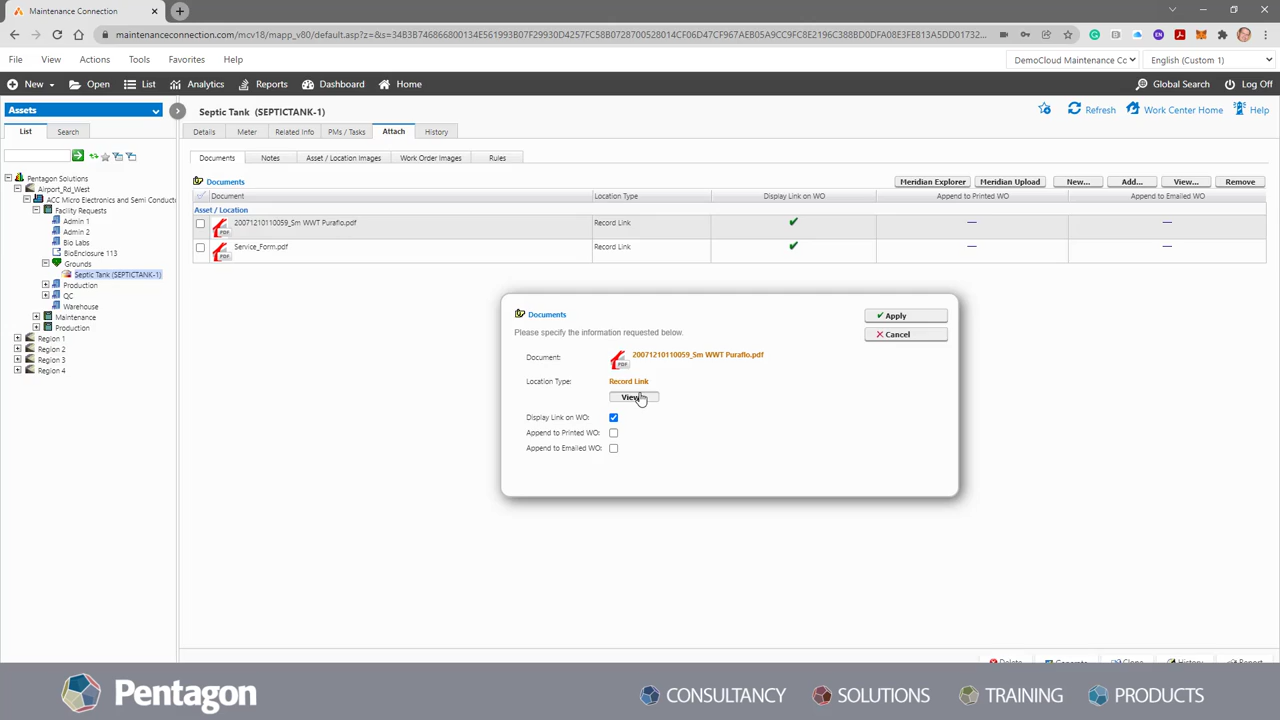 Maintenance Connection
maintenanceconnection.com/mcv18/mapp_v80/default.asp?z=&s=
File View Actions Tools Favorites Help
DemoCloud Maintenance Cc English (Custom 1)
New Open List Analytics Reports Dashboard Home Global Search Log Off
Assets
Septic Tank (SEPTICTANK-1)
Refresh Work Center Home Help
List Search
Details Meter Related Info PMs / Tasks Attach History
Documents Notes Asset / Location Images Work Order Images Rules
Documents
Meridian Explorer Meridian Upload New... Add... View... Remove
Document Location Type Display Link on WO Append to Printed WO Append to Emailed WO
Asset / Location
20071210110059_Sm WWT Puraflo.pdf Record Link
Service_Form.pdf Record Link
Pentagon Solutions
Airport_Rd_West
ACC Micro Electronics and Semi Conducto
Facility Requests
Admin 1
Admin 2
Bio Labs
BioEnclosure 113
Grounds
Septic Tank (SEPTICTANK-1)
Production
QC
Warehouse
Maintenance
Production
Region 1
Region 2
Region 3
Region 4
Documents
Apply
Please specify the information requested below.
Cancel
Document: 20071210110059_Sm WWT Puraflo.pdf
Location Type: Record Link
View
Display Link on WO:
Append to Printed WO:
Append to Emailed WO:
Pentagon
CONSULTANCY SOLUTIONS TRAINING PRODUCTS